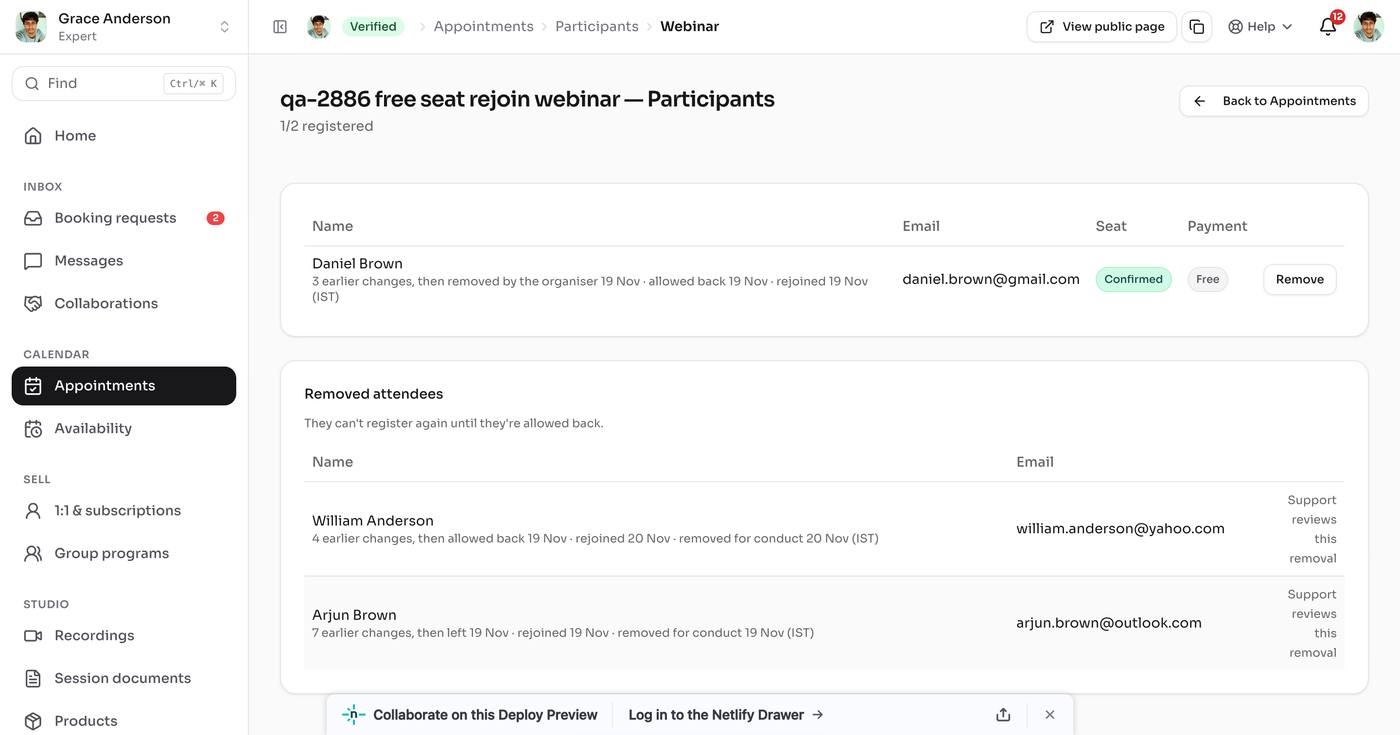 Grace Anderson
Expert
Find
Ctrl/⌘ K
Home
INBOX
Booking requests
2
Messages
Collaborations
CALENDAR
Appointments
Availability
SELL
1:1 & subscriptions
Group programs
STUDIO
Recordings
Session documents
Products
Verified
Appointments
Participants
Webinar
View public page
Help
12
qa-2886 free seat rejoin webinar — Participants
1/2 registered
Back to Appointments
Name
Email
Seat
Payment
Daniel Brown
3 earlier changes, then removed by the organiser 19 Nov · allowed back 19 Nov · rejoined 19 Nov
(IST)
daniel.brown@gmail.com
Confirmed
Free
Remove
Removed attendees
They can't register again until they're allowed back.
Name
Email
William Anderson
4 earlier changes, then allowed back 19 Nov · rejoined 20 Nov · removed for conduct 20 Nov (IST)
william.anderson@yahoo.com
Support
reviews
this
removal
Arjun Brown
7 earlier changes, then left 19 Nov · rejoined 19 Nov · removed for conduct 19 Nov (IST)
arjun.brown@outlook.com
Support
reviews
this
removal
Collaborate on this Deploy Preview
Log in to the Netlify Drawer